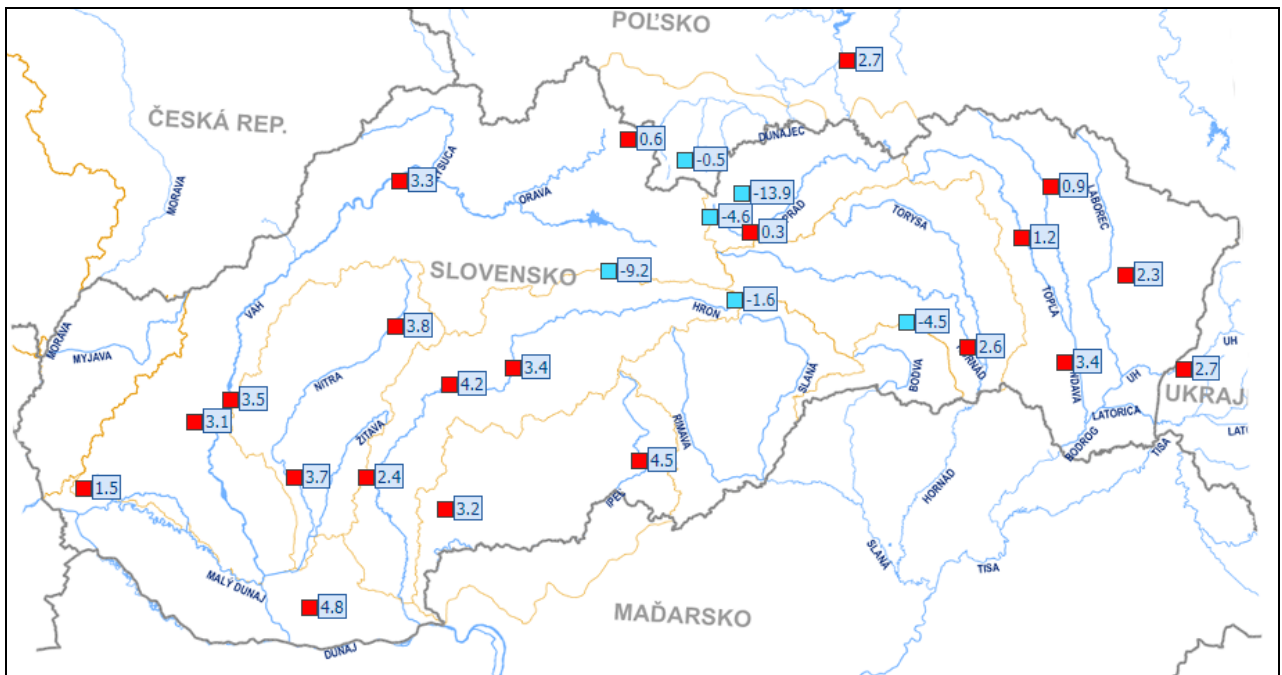 POĽSKO
2.7
ČESKÁ REP.
DUNAJEC
0.6
-0.5
3.3
MORAVA
ORAVA
-13.9
0.9
LABOREC
-4.6
TORYSA
0.3
1.2
SLOVENSKO
-9.2
2.3
VÁH
HRON
-1.6
TOPĽA
3.8
-4.5
MORAVA
MYJAVA
2.6
UH
3.4
3.4
2.7
NITRA
4.2
SLANÁ
BODVA
UH
UKRAJ
3.5
3.1
ŽITAVA
RIMAVA
LATORICA
BODROG
TISA
4.5
3.7
2.4
1.5
IPEĽ
HORNÁD
3.2
SLANÁ
TISA
MALÝ DUNAJ
4.8
MAĎARSKO
DUNAJ